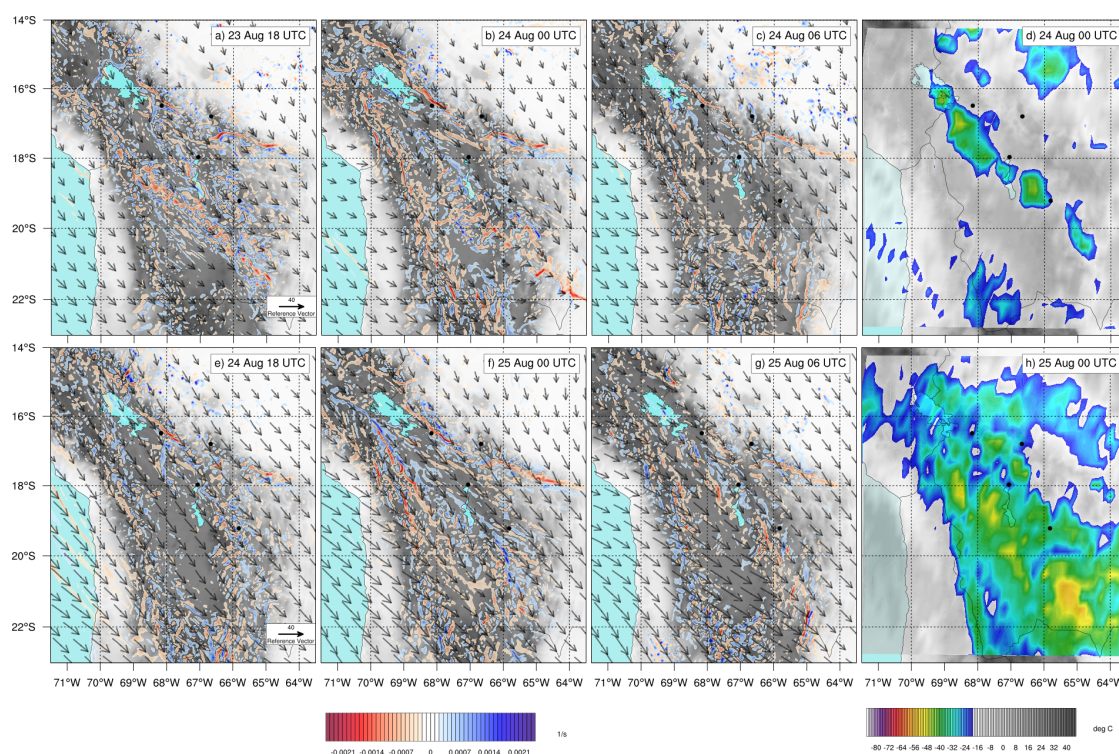 14°S
16°S
18°S
20°S
22°S
a) 23 Aug 18 UTC
b) 24 Aug 00 UTC
c) 24 Aug 06 UTC
d) 24 Aug 00 UTC
40
Reference Vector
14°S
16°S
18°S
20°S
22°S
e) 24 Aug 18 UTC
f) 25 Aug 00 UTC
g) 25 Aug 06 UTC
h) 25 Aug 00 UTC
40
Reference Vector
71°W 70°W 69°W 68°W 67°W 66°W 65°W 64°W
71°W 70°W 69°W 68°W 67°W 66°W 65°W 64°W
71°W 70°W 69°W 68°W 67°W 66°W 65°W 64°W
71°W 70°W 69°W 68°W 67°W 66°W 65°W 64°W
1/s
-0.0021 -0.0014 -0.0007 0 0.0007 0.0014 0.0021
deg C
-80 -72 -64 -56 -48 -40 -32 -24 -16 -8 0 8 16 24 32 40